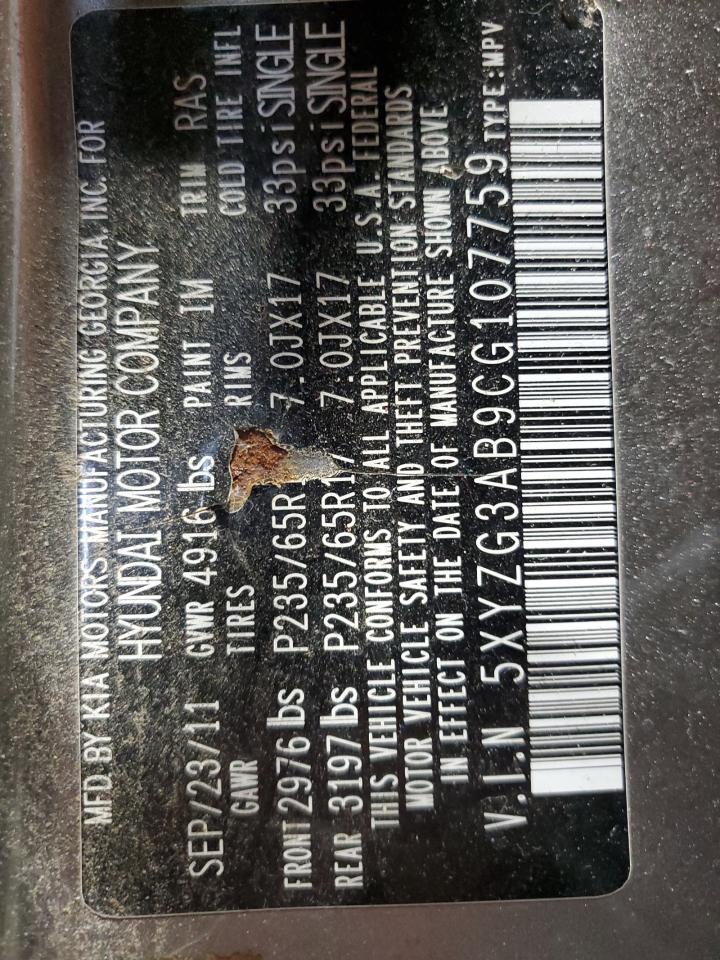 MFD BY KIA MOTORS MANUFACTURING GEORGIA, INC. FOR
HYUNDAI MOTOR COMPANY
SEP/23/11 GVWR 4916 lbs PAINT IM TRIM RAS
GAWR TIRES RIMS COLD TIRE INFL
FRONT 2976 lbs P235/65R 7.0JX17 33psi SINGLE
REAR 3197 lbs P235/65R17 7.0JX17 33psi SINGLE
THIS VEHICLE CONFORMS TO ALL APPLICABLE U.S.A. FEDERAL
MOTOR VEHICLE SAFETY AND THEFT PREVENTION STANDARDS
IN EFFECT ON THE DATE OF MANUFACTURE SHOWN ABOVE.
V.I.N 5XYZG3AB9CG107759 TYPE:MPV